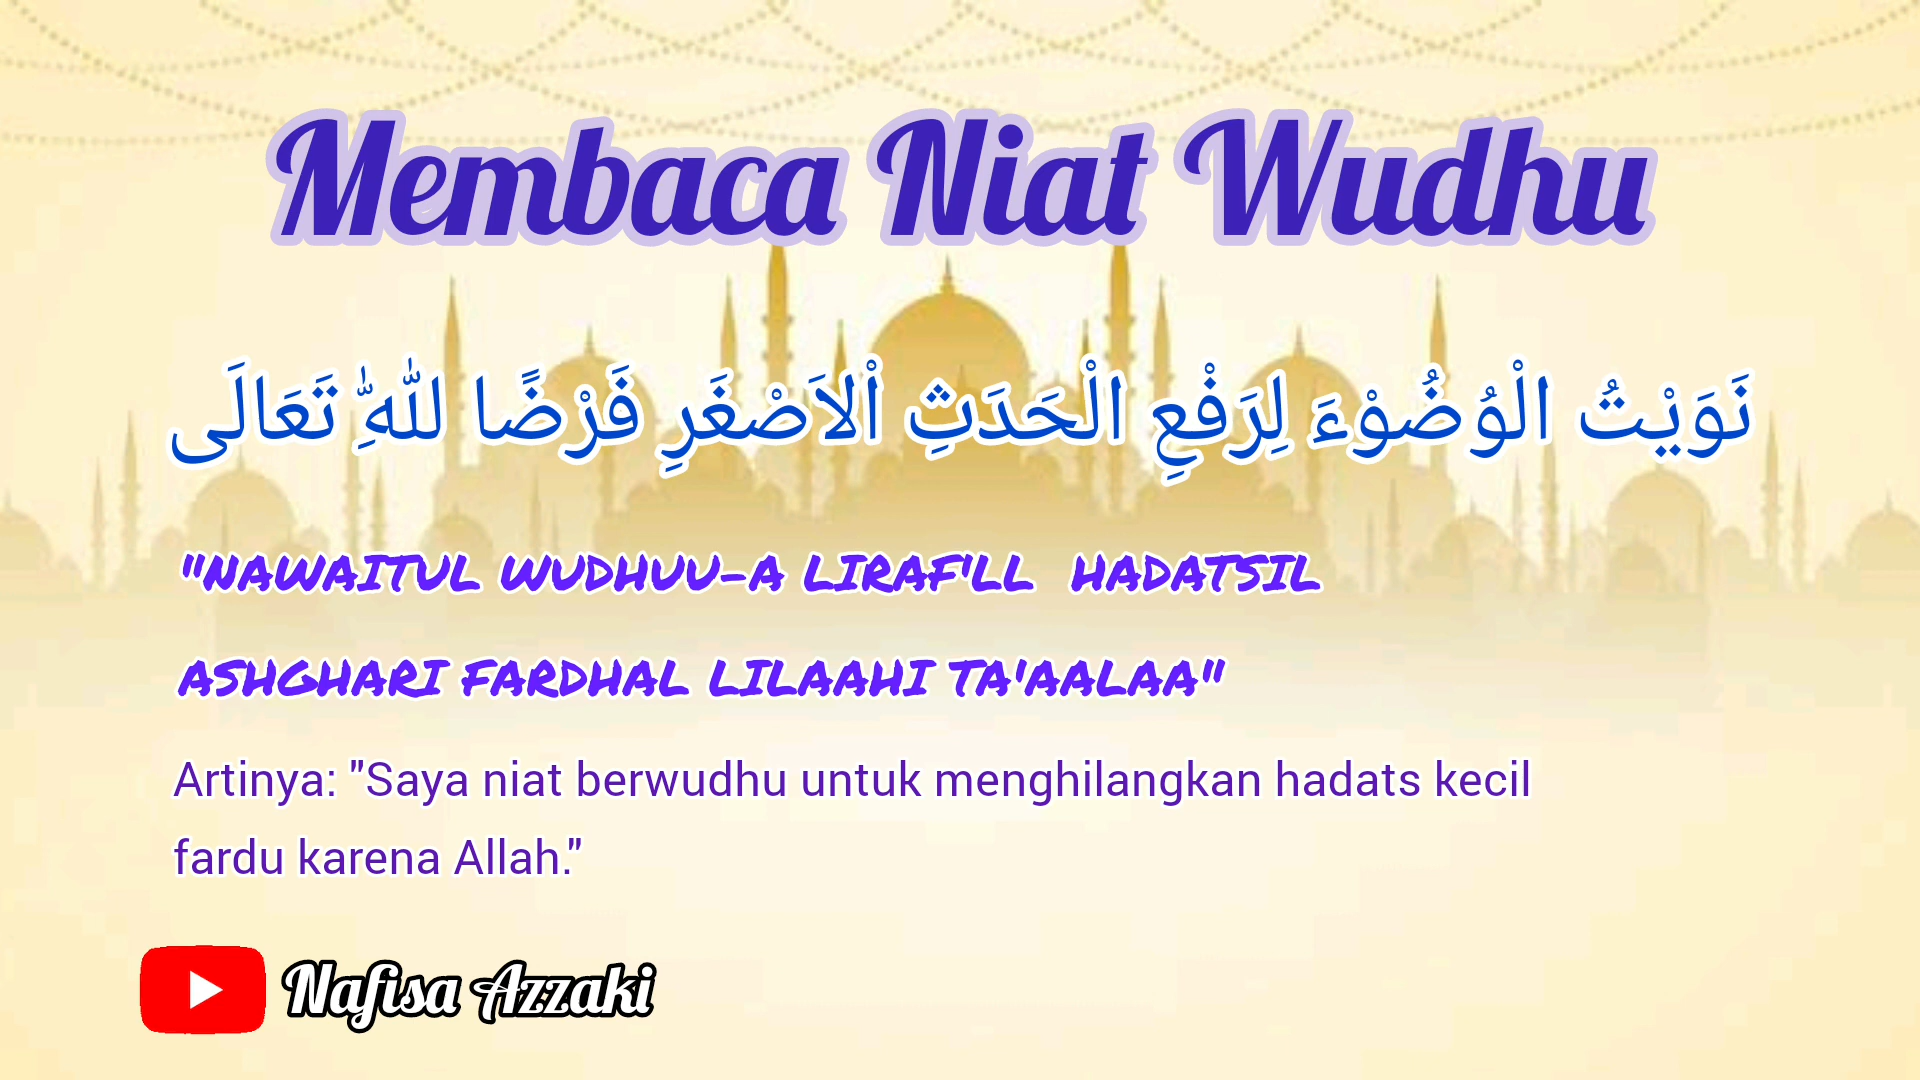 Membaca Niat Wudhu
نَوَيْتُ الْوُضُوْءَ لِرَفْعِ الْحَدَثِ اْلاَصْغَرِ فَرْضًا لِلّٰهِ تَعَالَى
"NAWAITUL WUDHUU-A LIRAF'LL HADATSIL
ASHGHARI FARDHAL LILAAHI TA'AALAA"
Artinya: "Saya niat berwudhu untuk menghilangkan hadats kecil
fardu karena Allah."
Nafisa Azzaki